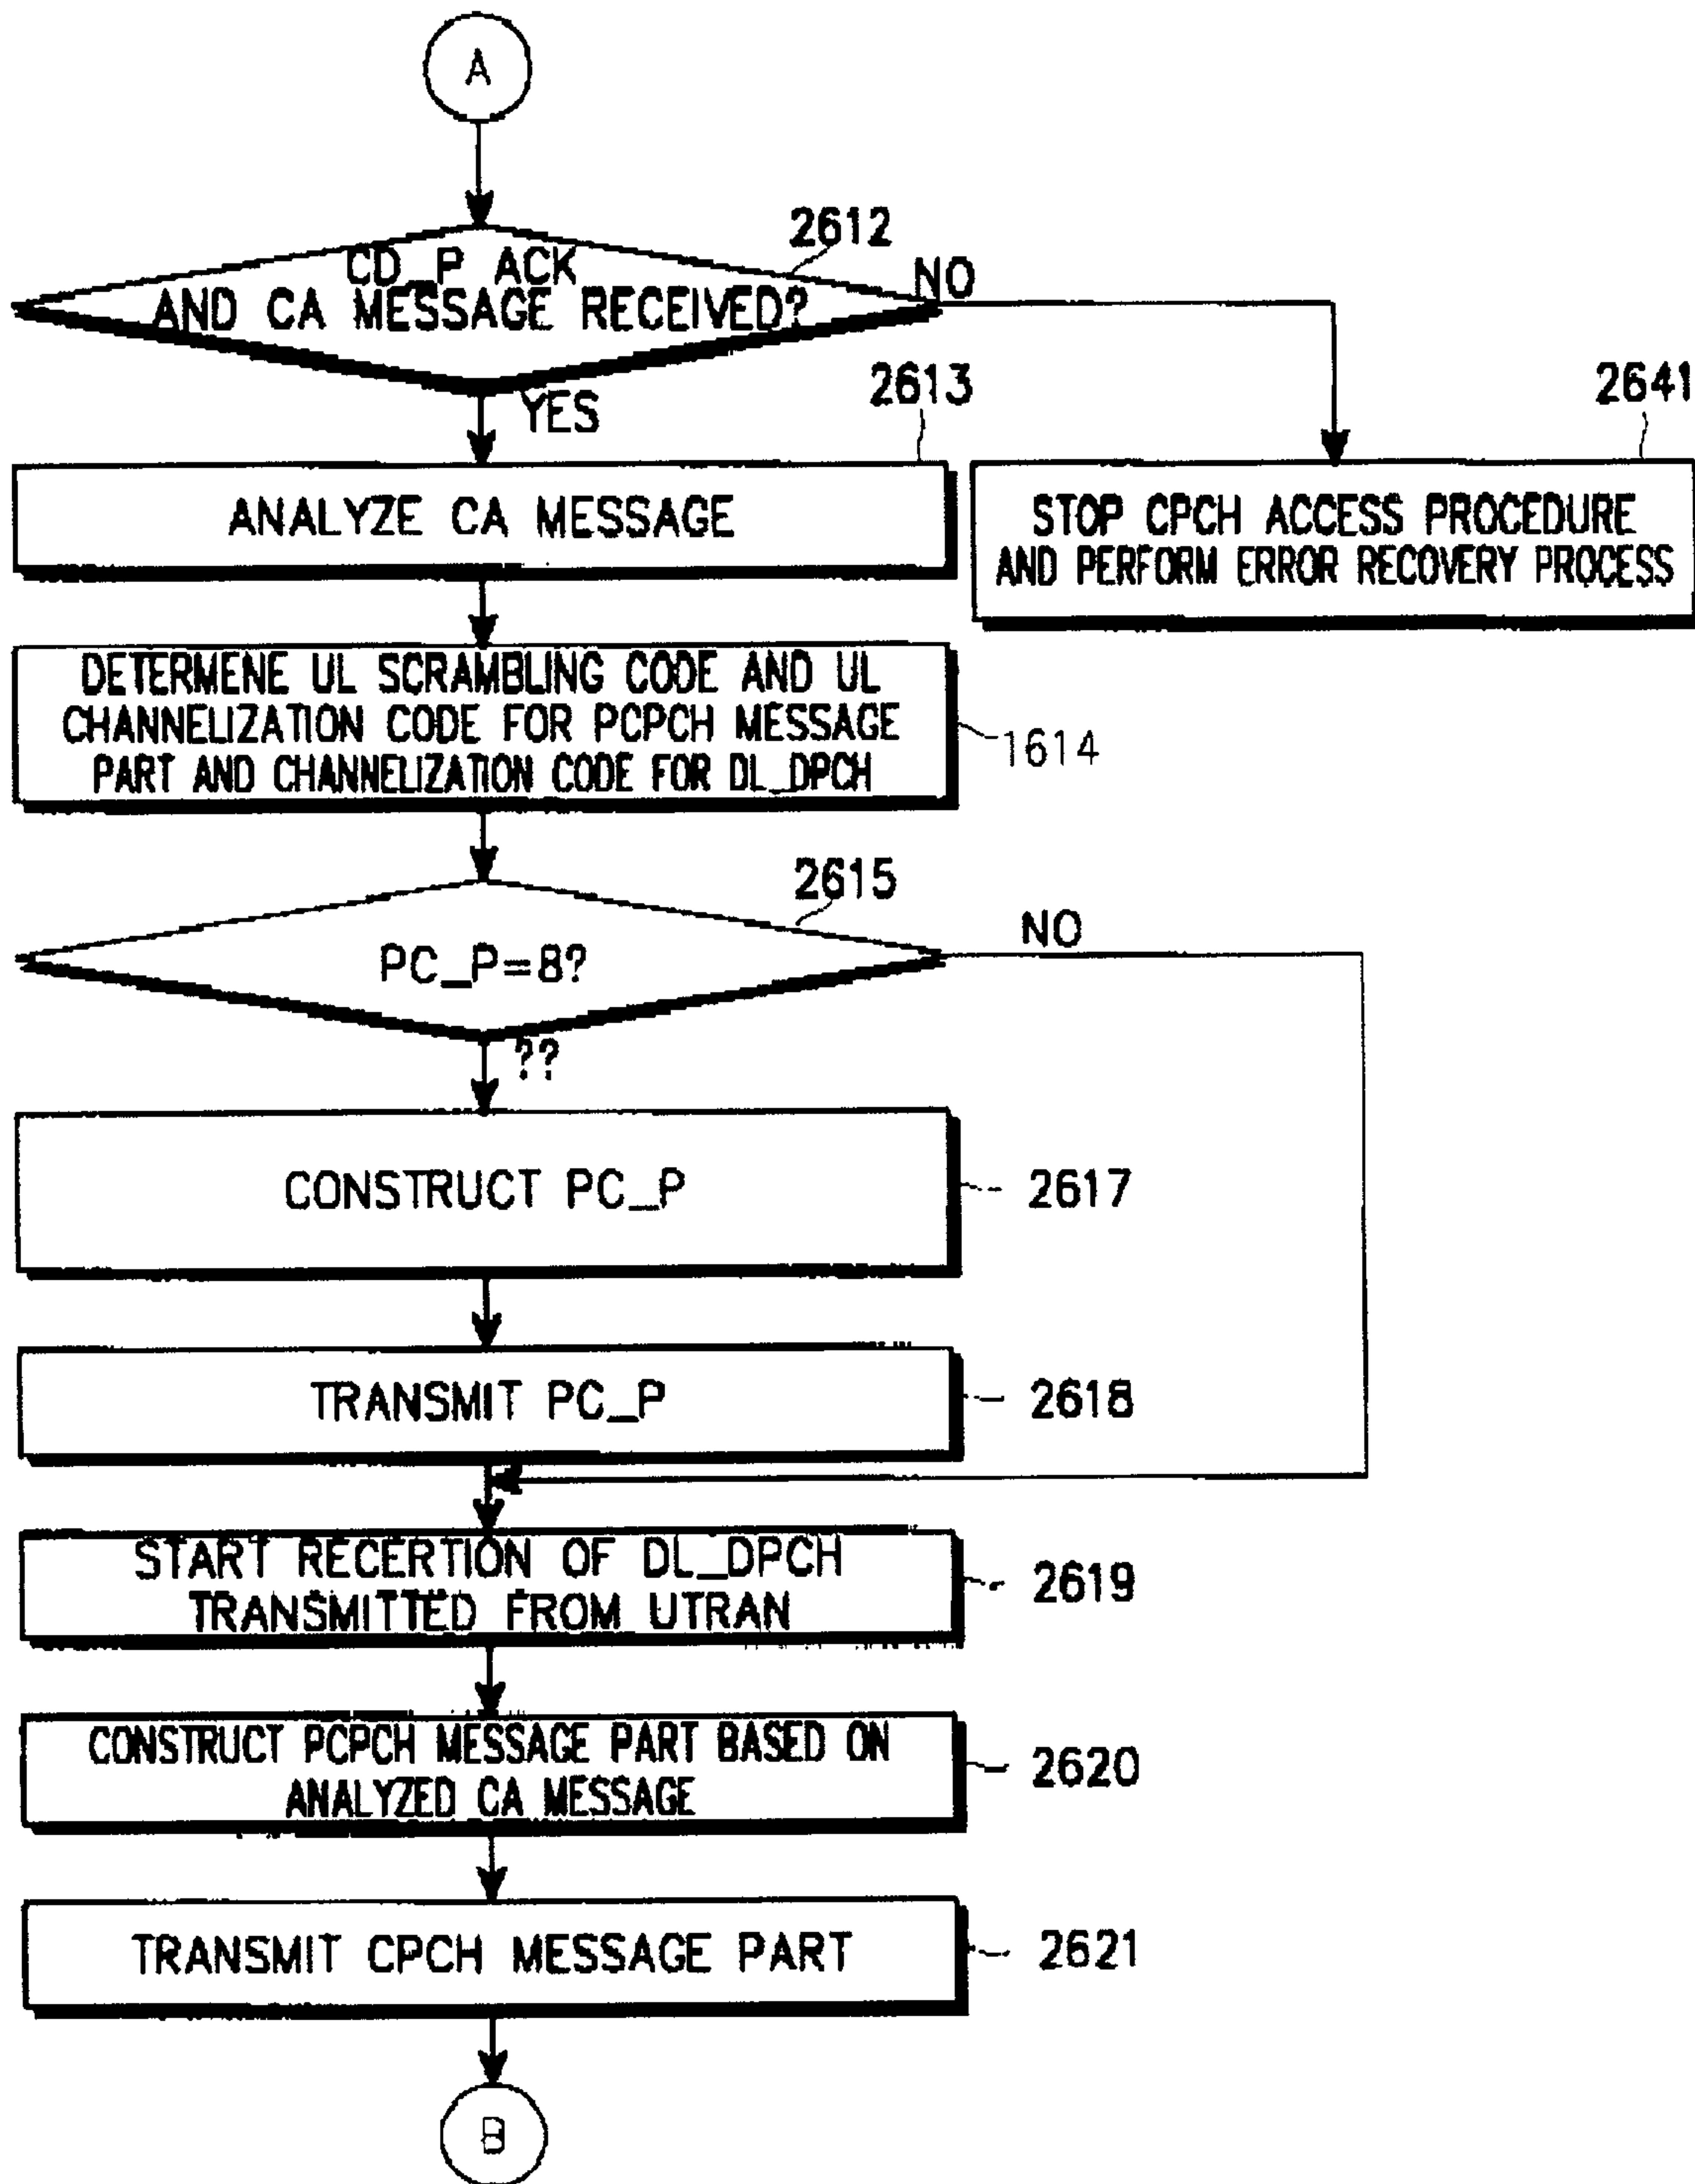 A
2612
CD_P ACK
AND CA MESSAGE RECEIVED?
NO
YES
2613
2641
ANALYZE CA MESSAGE
STOP CPCH ACCESS PROCEDURE
AND PERFORM ERROR RECOVERY PROCESS
DETERMENE UL SCRAMBLING CODE AND UL
CHANNELIZATION CODE FOR PCPCH MESSAGE
PART AND CHANNELIZATION CODE FOR DL_DPCH
1614
2615
NO
PC_P=8?
??
CONSTRUCT PC_P
2617
TRANSMIT PC_P
2618
START RECERTION OF DL_DPCH
TRANSMITTED FROM UTRAN
2619
CONSTRUCT PCPCH MESSAGE PART BASED ON
ANALYZED CA MESSAGE
2620
TRANSMIT CPCH MESSAGE PART
2621
B